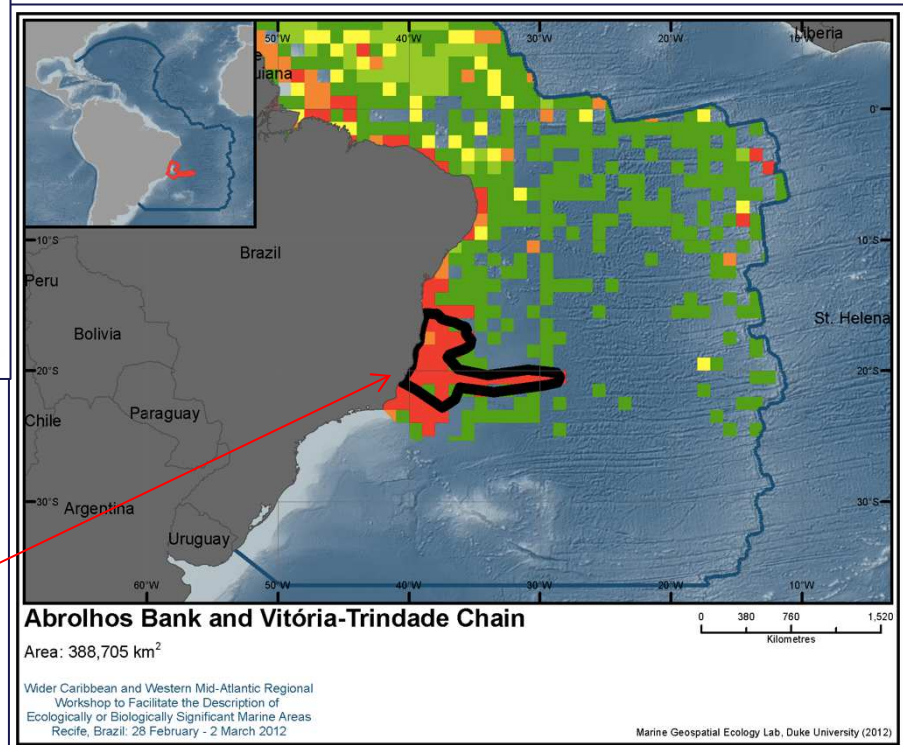 50°W 40°W 30°W 20°W 10°W
Liberia
uiana
0°
10°S
10°S
Brazil
Peru
Bolivia
St. Helena
20°S
20°S
Chile
Paraguay
30°S
30°S
Argentina
Uruguay
60°W 50°W 40°W 30°W 20°W 10°W
Abrolhos Bank and Vitória-Trindade Chain
0 380 760 1,520
Kilometres
Area: 388,705 km²
Wider Caribbean and Western Mid-Atlantic Regional
Workshop to Facilitate the Description of
Ecologically or Biologically Significant Marine Areas
Recife, Brazil: 28 February - 2 March 2012
Marine Geospatial Ecology Lab, Duke University (2012)